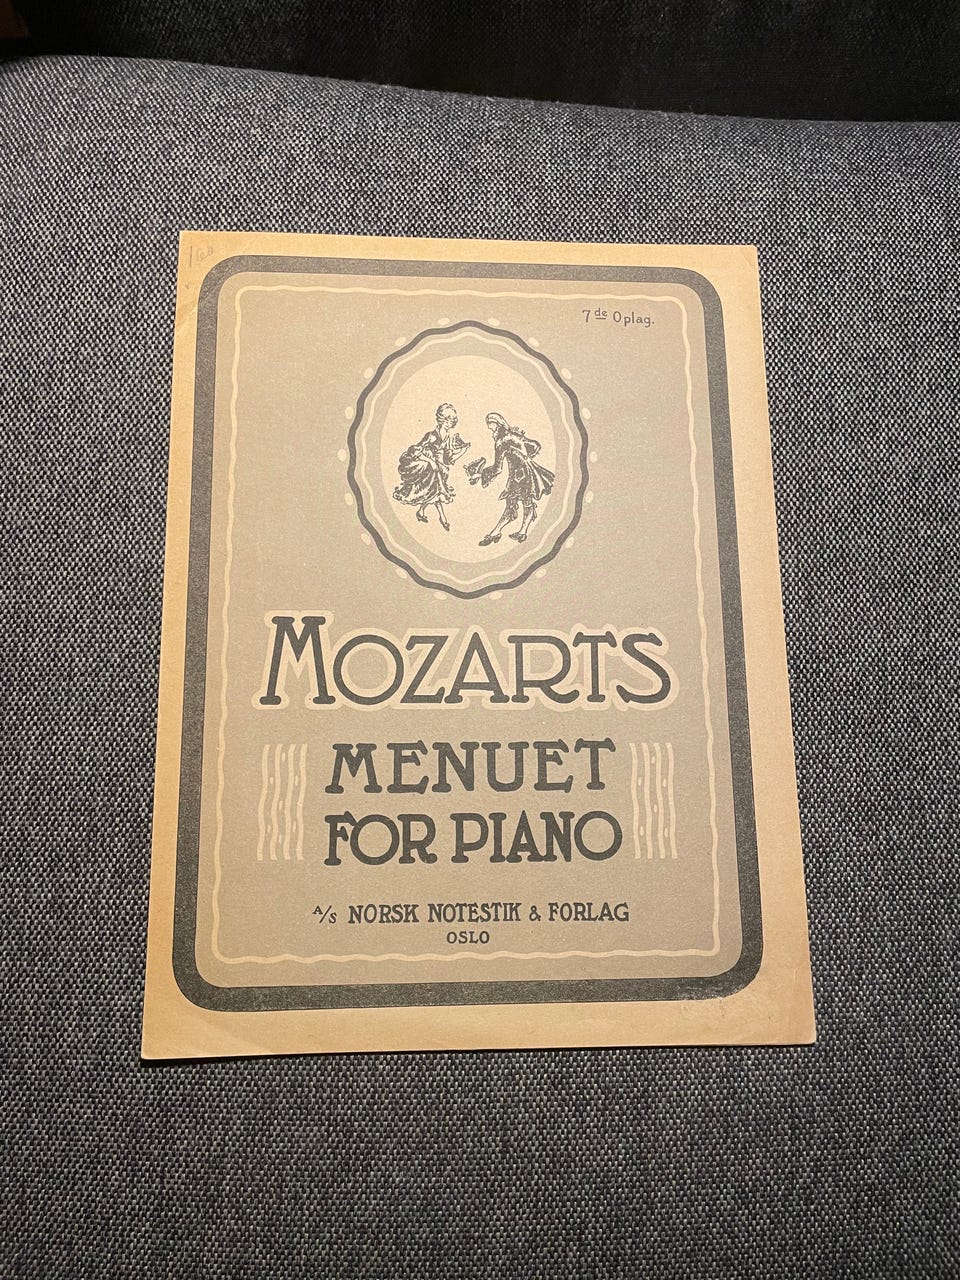 7de Oplag.
MOZARTS
MENUET
FOR PIANO
A/S NORSK NOTESTIK & FORLAG
OSLO